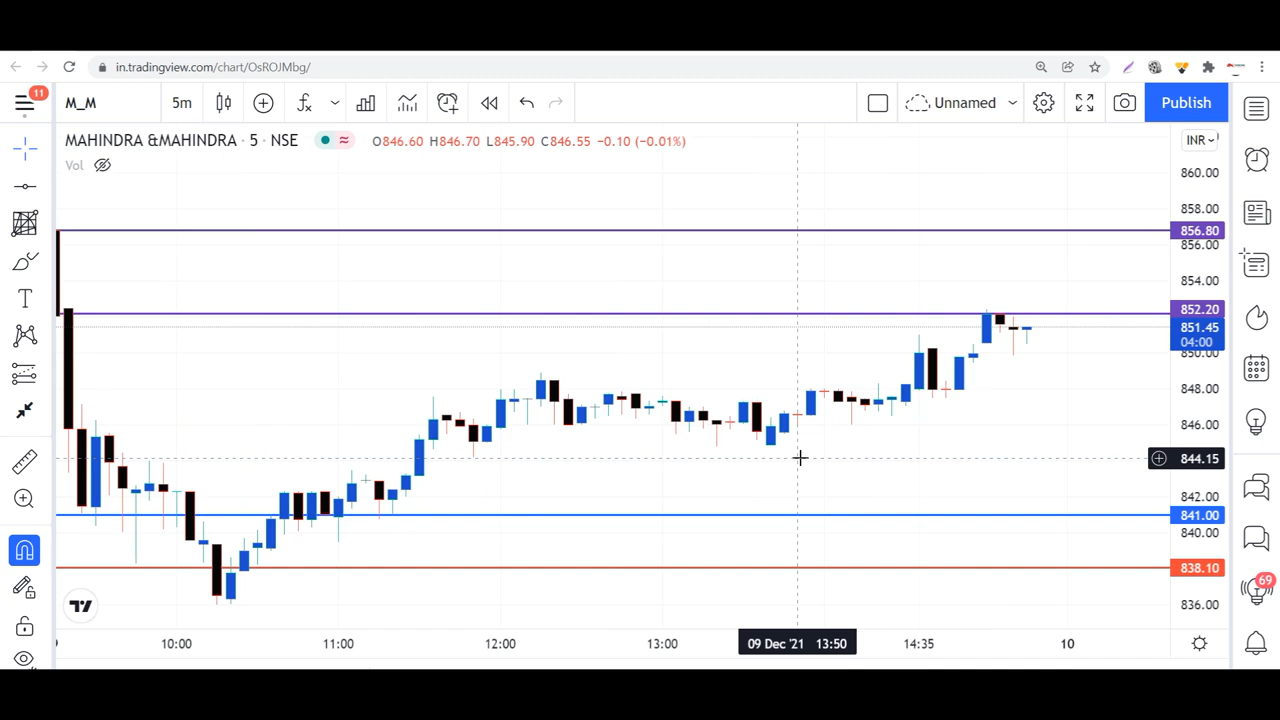 in.tradingview.com/chart/OsROJMbg/
11
M_M
5m
Unnamed
Publish
MAHINDRA &MAHINDRA · 5 · NSE
O846.60 H846.70 L845.90 C846.55 −0.10 (−0.01%)
INR
Vol
860.00
858.00
856.80
856.00
854.00
852.20
851.45
04:00
850.00
848.00
846.00
844.15
842.00
841.00
840.00
838.10
836.00
69
10:00 11:00 12:00 13:00 09 Dec '21 13:50 14:35 10